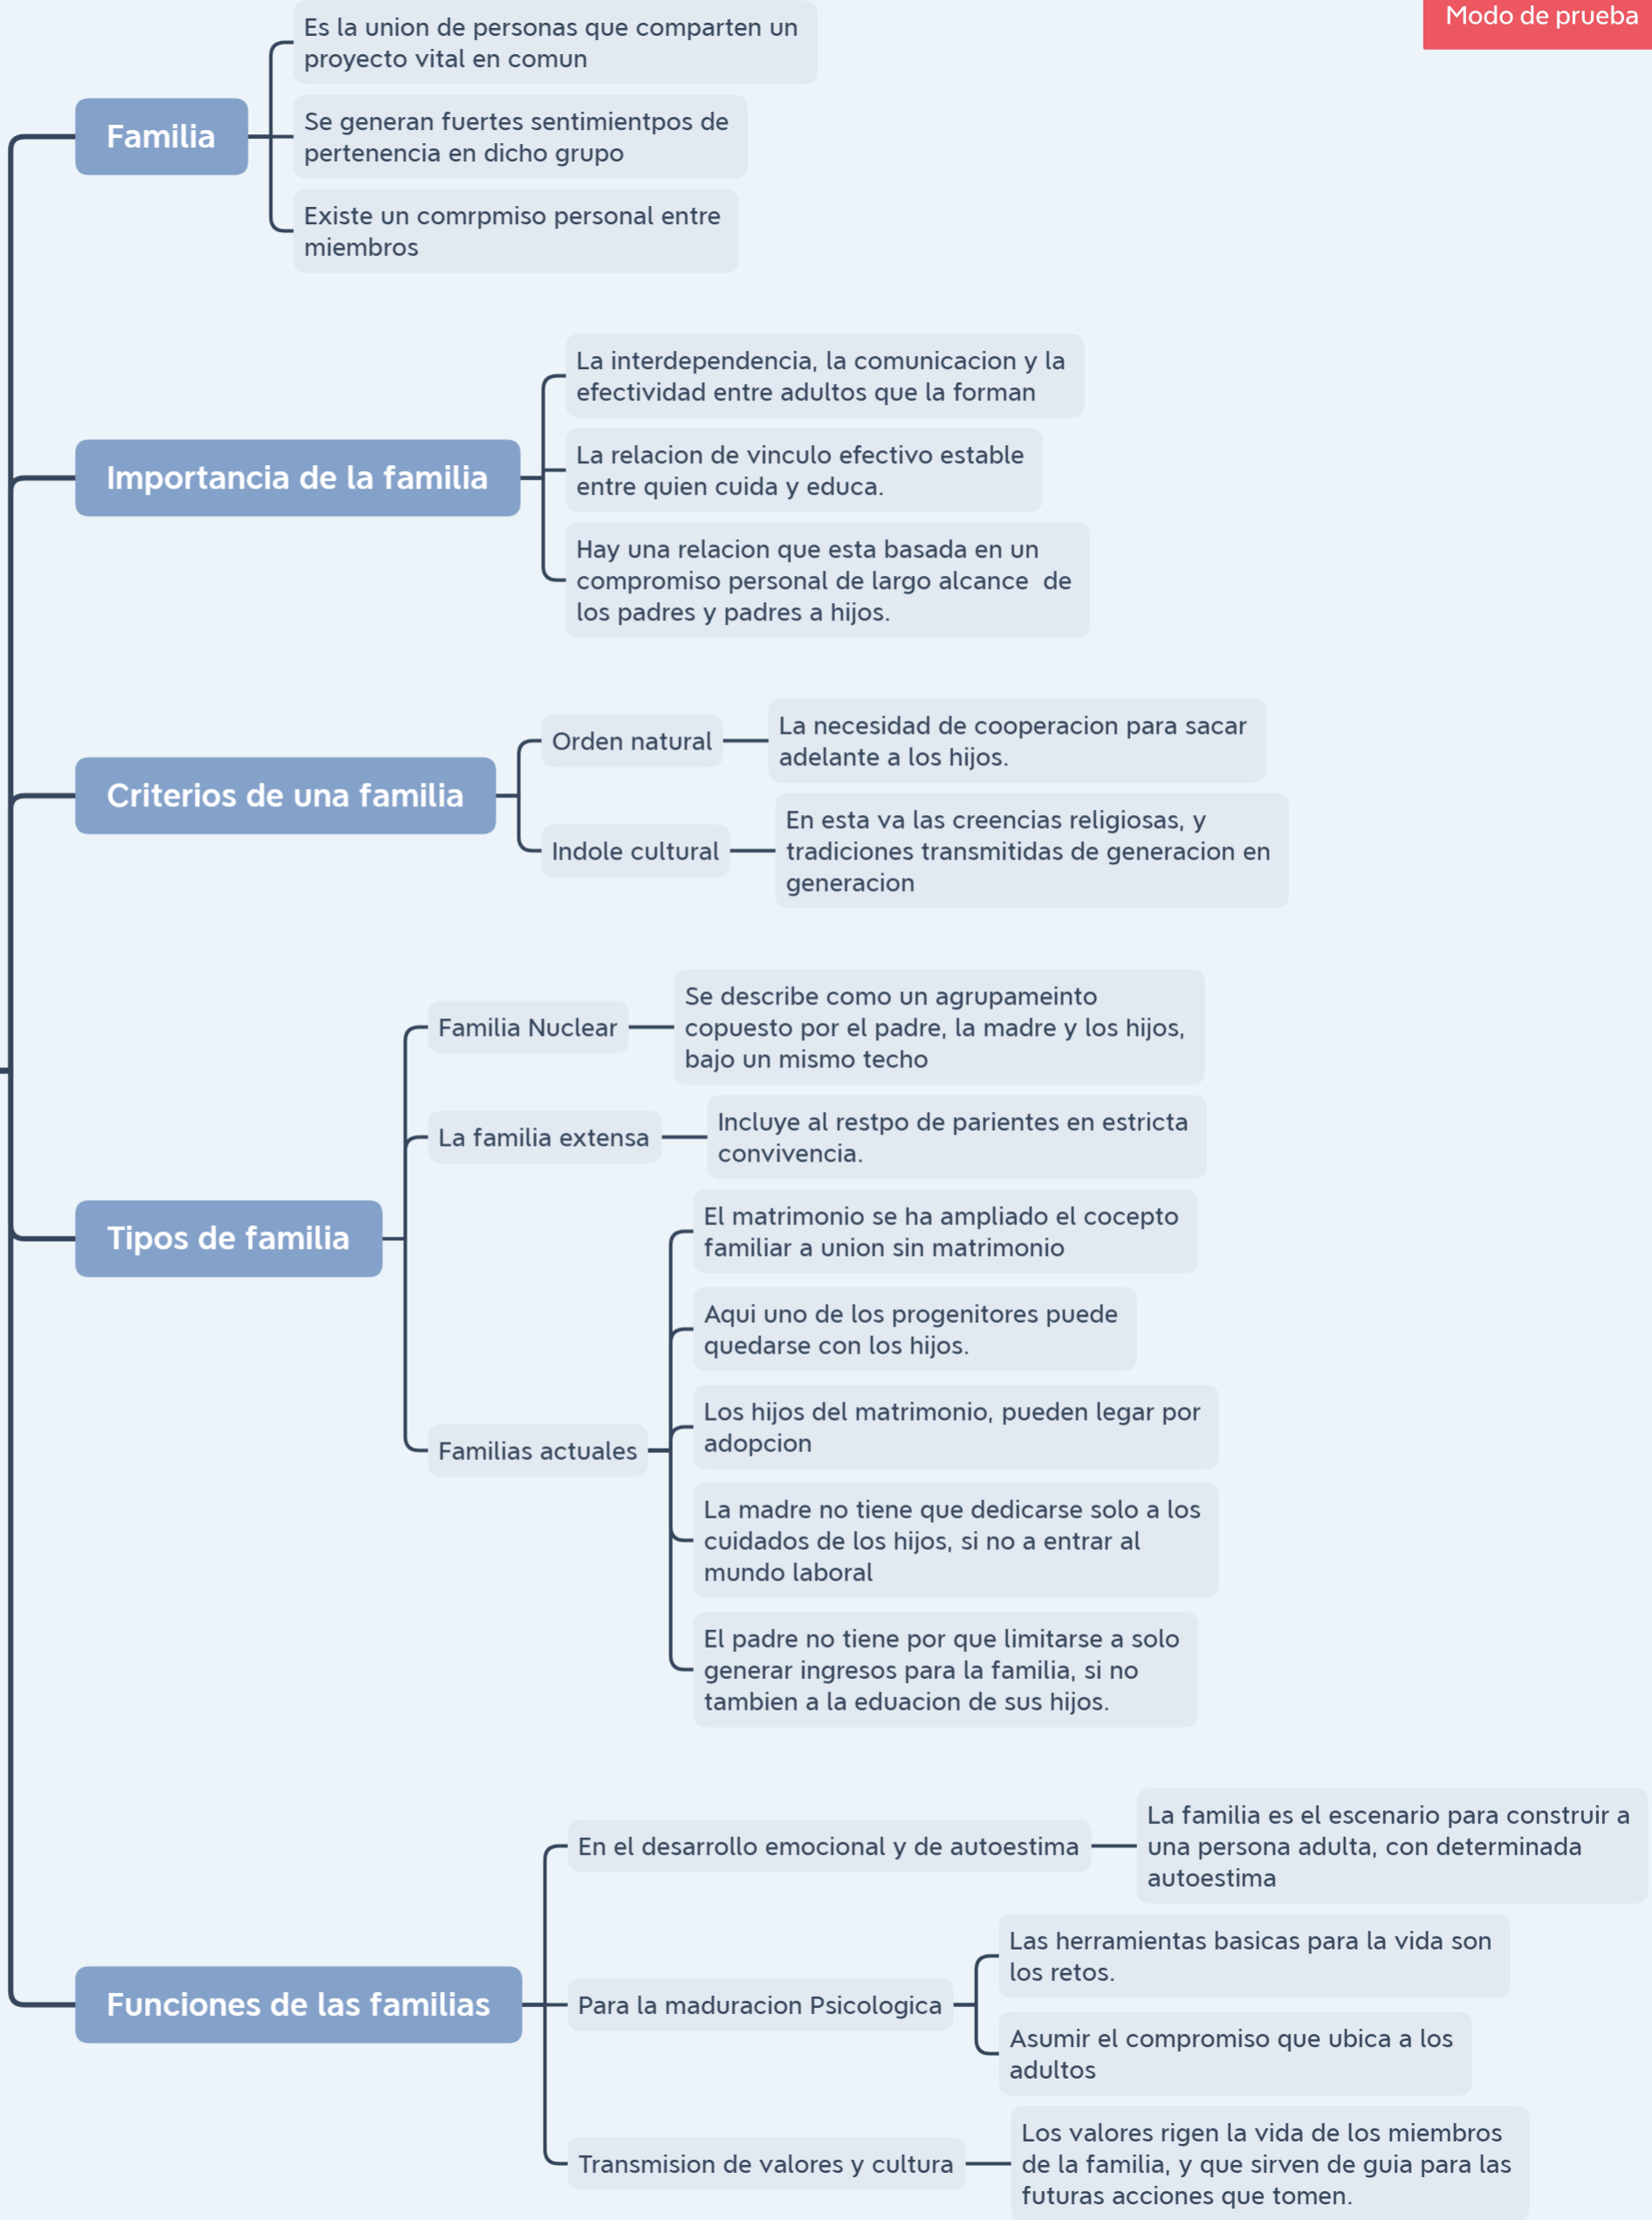 Modo de prueba
Es la union de personas que comparten un
proyecto vital en comun
Familia
Se generan fuertes sentimientpos de
pertenencia en dicho grupo
Existe un comrpmiso personal entre
miembros
La interdependencia, la comunicacion y la
efectividad entre adultos que la forman
Importancia de la familia
La relacion de vinculo efectivo estable
entre quien cuida y educa.
Hay una relacion que esta basada en un
compromiso personal de largo alcance  de
los padres y padres a hijos.
Criterios de una familia
Orden natural
La necesidad de cooperacion para sacar
adelante a los hijos.
Indole cultural
En esta va las creencias religiosas, y
tradiciones transmitidas de generacion en
generacion
Tipos de familia
Familia Nuclear
Se describe como un agrupameinto
copuesto por el padre, la madre y los hijos,
bajo un mismo techo
La familia extensa
Incluye al restpo de parientes en estricta
convivencia.
Familias actuales
El matrimonio se ha ampliado el cocepto
familiar a union sin matrimonio
Aqui uno de los progenitores puede
quedarse con los hijos.
Los hijos del matrimonio, pueden legar por
adopcion
La madre no tiene que dedicarse solo a los
cuidados de los hijos, si no a entrar al
mundo laboral
El padre no tiene por que limitarse a solo
generar ingresos para la familia, si no
tambien a la eduacion de sus hijos.
Funciones de las familias
En el desarrollo emocional y de autoestima
La familia es el escenario para construir a
una persona adulta, con determinada
autoestima
Para la maduracion Psicologica
Las herramientas basicas para la vida son
los retos.
Asumir el compromiso que ubica a los
adultos
Transmision de valores y cultura
Los valores rigen la vida de los miembros
de la familia, y que sirven de guia para las
futuras acciones que tomen.